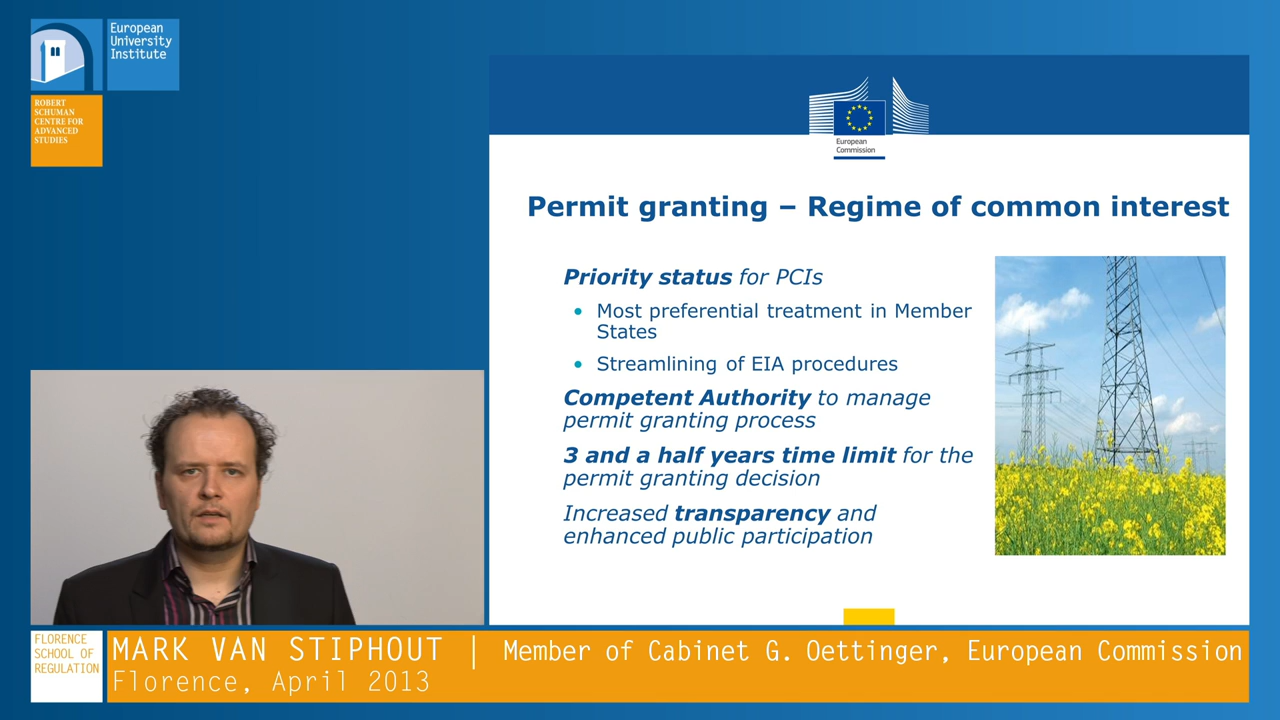 European
University
Institute
ROBERT
SCHUMAN
CENTRE FOR
ADVANCED
STUDIES
European
Commission
Permit granting – Regime of common interest
Priority status for PCIs
• Most preferential treatment in Member
States
• Streamlining of EIA procedures
Competent Authority to manage
permit granting process
3 and a half years time limit for the
permit granting decision
Increased transparency and
enhanced public participation
FLORENCE
SCHOOL OF
REGULATION
MARK VAN STIPHOUT | Member of Cabinet G. Oettinger, European Commission
Florence, April 2013